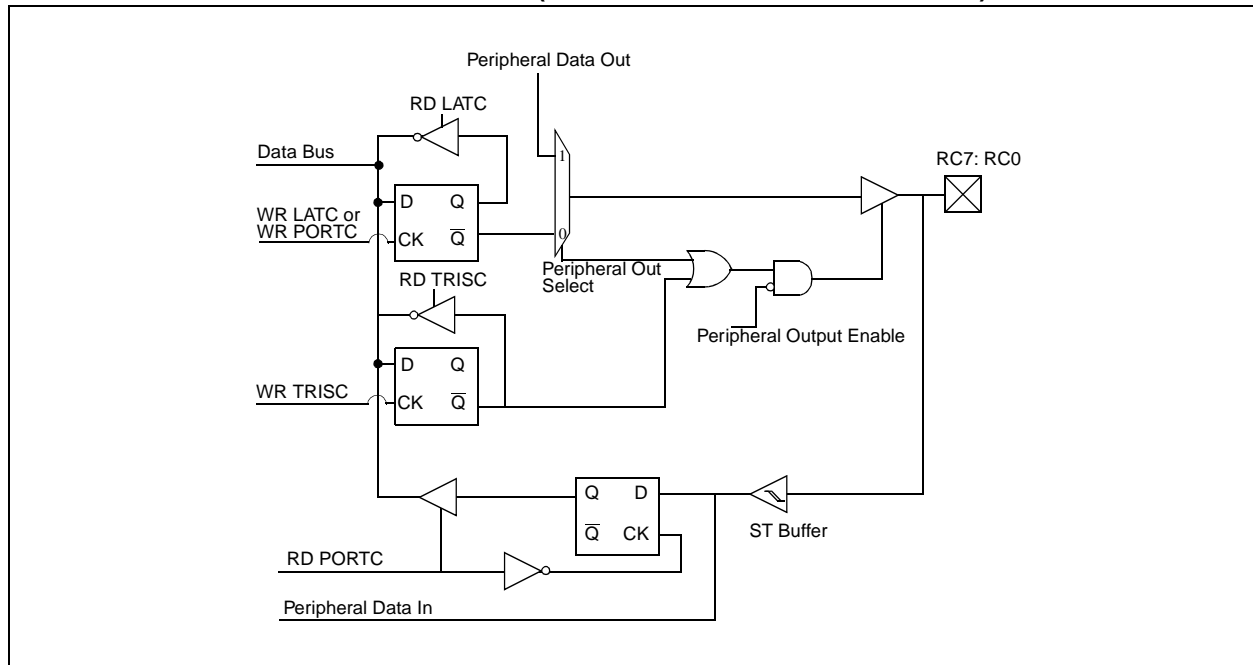 Peripheral Data Out
RD LATC
Data Bus
RC7: RC0
1
D Q
WR LATC or
WR PORTC
CK Q̅
0
Peripheral Out
Select
RD TRISC
Peripheral Output Enable
D Q
WR TRISC
CK Q̅
Q D
Q̅ CK
ST Buffer
RD PORTC
Peripheral Data In